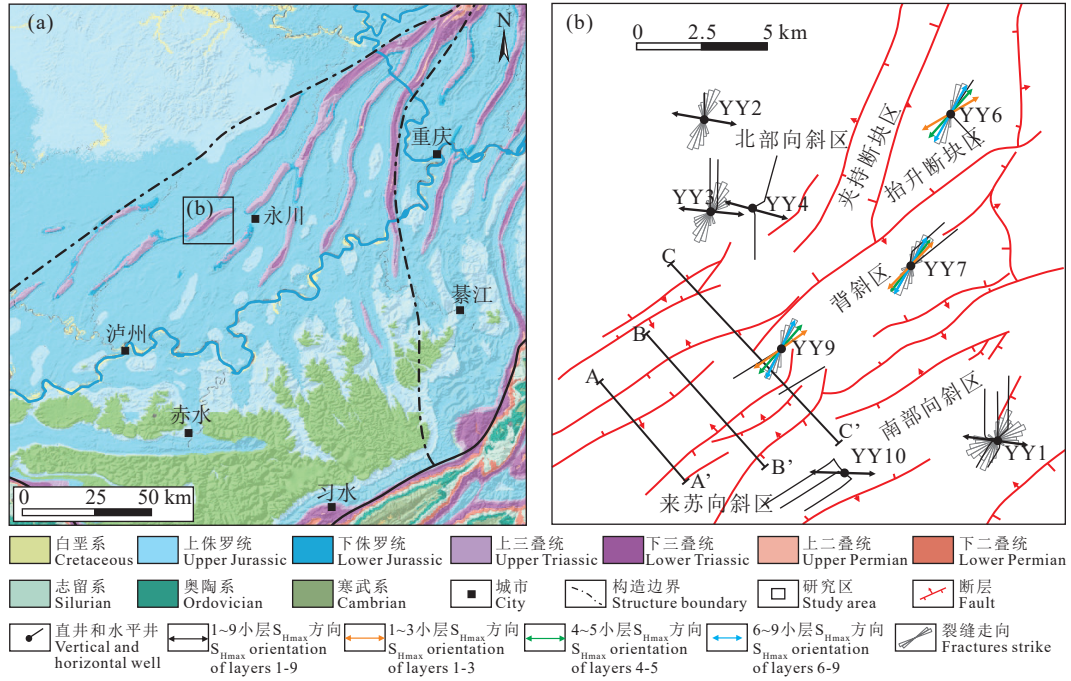 (a)
N
重庆
(b)
永川
綦江
泸州
赤水
习水
0 25 50 km
(b)
0 2.5 5 km
YY2
YY6
北部向斜区
夹持断块区
抬升断块区
YY3
YY4
C
背斜区
YY7
B
YY9
A
南部向斜区
C'
YY1
B'
YY10
A'
来苏向斜区
白垩系
Cretaceous
上侏罗统
Upper Jurassic
下侏罗统
Lower Jurassic
上三叠统
Upper Triassic
下三叠统
Lower Triassic
上二叠统
Upper Permian
下二叠统
Lower Permian
志留系
Silurian
奥陶系
Ordovician
寒武系
Cambrian
城市
City
构造边界
Structure boundary
研究区
Study area
断层
Fault
直井和水平井
Vertical and
horizontal well
1~9小层SHmax方向
SHmax orientation
of layers 1-9
1~3小层SHmax方向
SHmax orientation
of layers 1-3
4~5小层SHmax方向
SHmax orientation
of layers 4-5
6~9小层SHmax方向
SHmax orientation
of layers 6-9
裂缝走向
Fractures strike